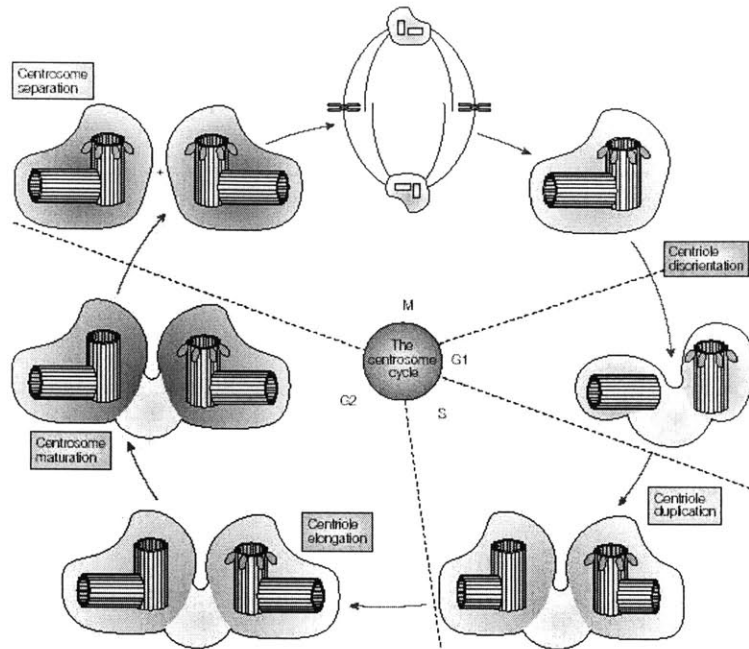 Centrosome
separation
+
Centriole
disorientation
M
The
centrosome
cycle
G1
G2
S
Centrosome
maturation
Centriole
duplication
Centriole
elongation